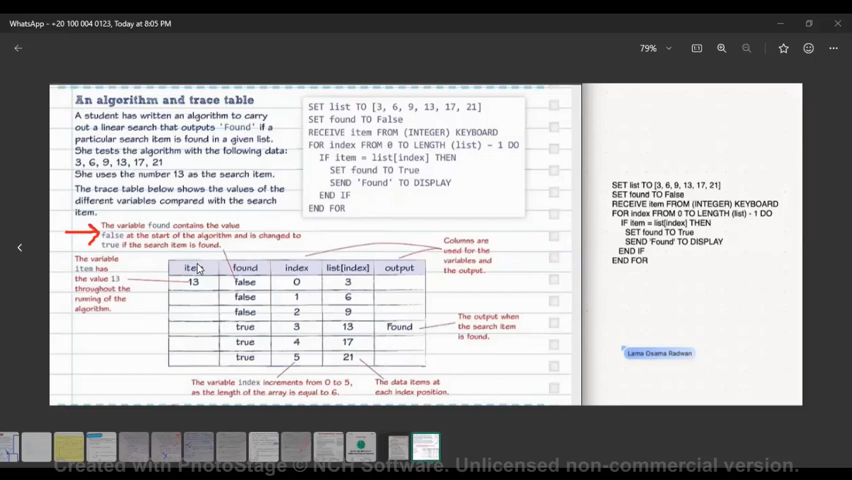 WhatsApp - +20 100 004 0123, Today at 8:05 PM
79%
An algorithm and trace table
A student has written an algorithm to carry
out a linear search that outputs 'Found' if a
particular search item is found in a given list.
She tests the algorithm with the following data:
3, 6, 9, 13, 17, 21
She uses the number 13 as the search item.
The trace table below shows the values of the
different variables compared with the search
item.
SET list TO [3, 6, 9, 13, 17, 21]
SET found TO False
RECEIVE item FROM (INTEGER) KEYBOARD
FOR index FROM 0 TO LENGTH (list) – 1 DO
IF item = list[index] THEN
SET found TO True
SEND 'Found' TO DISPLAY
END IF
END FOR
The variable found contains the value
false at the start of the algorithm and is changed to
true if the search item is found.
Columns are
used for the
variables and
the output.
The variable
item has
the value 13
throughout the
running of the
algorithm.
item found index list[index] output
13 false 0 3
false 1 6
false 2 9
true 3 13 Found
true 4 17
true 5 21
The output when
the search item
is found.
The variable index increments from 0 to 5,
as the length of the array is equal to 6.
The data items at
each index position.
SET list TO [3, 6, 9, 13, 17, 21]
SET found TO False
RECEIVE item FROM (INTEGER) KEYBOARD
FOR index FROM 0 TO LENGTH (list) - 1 DO
IF item = list[index] THEN
SET found TO True
SEND 'Found' TO DISPLAY
END IF
END FOR
Lama Osama Radwan
Created with PhotoStage © NCH Software. Unlicensed non-commercial version.